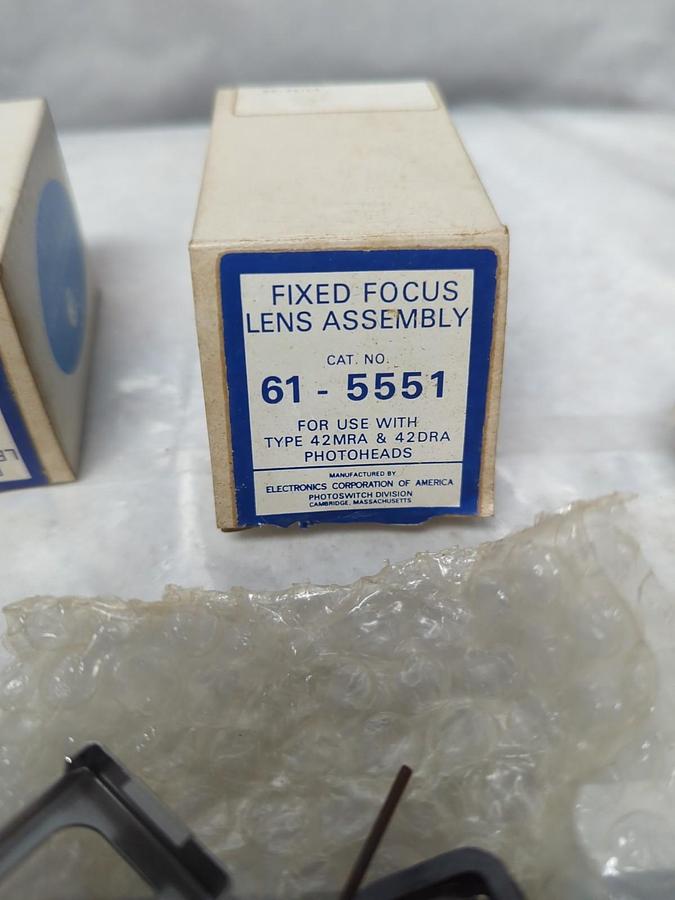 FIXED FOCUS
LENS ASSEMBLY
CAT. NO.
61 - 5551
FOR USE WITH
TYPE 42MRA & 42DRA
PHOTOHEADS
MANUFACTURED BY
ELECTRONICS CORPORATION OF AMERICA
PHOTOSWITCH DIVISION
CAMBRIDGE, MASSACHUSETTS